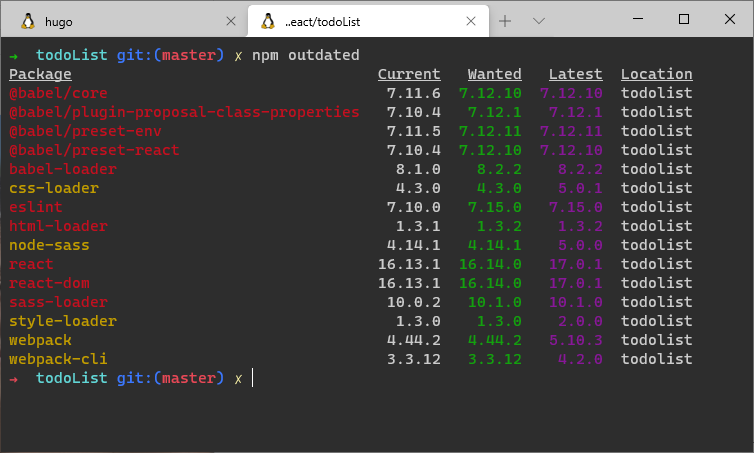 hugo
..eact/todoList
→ todoList git:(master) ✗ npm outdated
Package Current Wanted Latest Location
@babel/core 7.11.6 7.12.10 7.12.10 todolist
@babel/plugin-proposal-class-properties 7.10.4 7.12.1 7.12.1 todolist
@babel/preset-env 7.11.5 7.12.11 7.12.11 todolist
@babel/preset-react 7.10.4 7.12.10 7.12.10 todolist
babel-loader 8.1.0 8.2.2 8.2.2 todolist
css-loader 4.3.0 4.3.0 5.0.1 todolist
eslint 7.10.0 7.15.0 7.15.0 todolist
html-loader 1.3.1 1.3.2 1.3.2 todolist
node-sass 4.14.1 4.14.1 5.0.0 todolist
react 16.13.1 16.14.0 17.0.1 todolist
react-dom 16.13.1 16.14.0 17.0.1 todolist
sass-loader 10.0.2 10.1.0 10.1.0 todolist
style-loader 1.3.0 1.3.0 2.0.0 todolist
webpack 4.44.2 4.44.2 5.10.3 todolist
webpack-cli 3.3.12 3.3.12 4.2.0 todolist
→ todoList git:(master) ✗